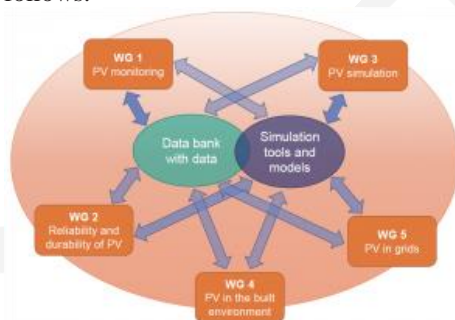 follows.
WG 1
PV monitoring
WG 3
PV simulation
Data bank
with data
Simulation
tools and
models
WG 2
Reliability and
durability of PV
WG 5
PV in grids
WG 4
PV in the built
environment